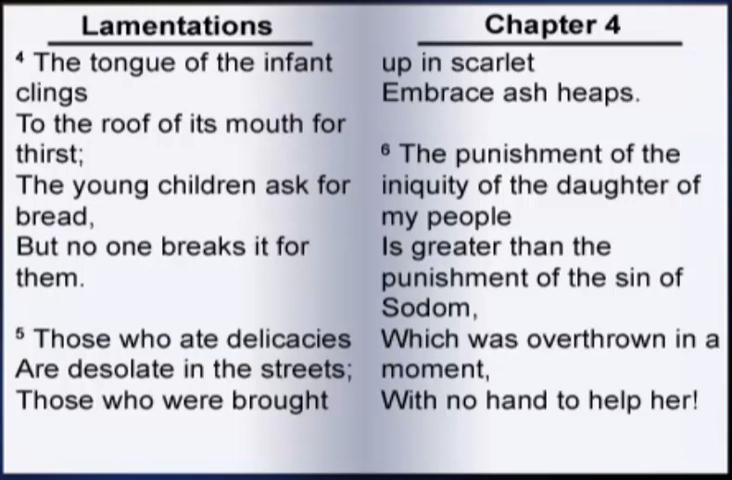 Lamentations
⁴ The tongue of the infant
clings
To the roof of its mouth for
thirst;
The young children ask for
bread,
But no one breaks it for
them.
⁵ Those who ate delicacies
Are desolate in the streets;
Those who were brought
Chapter 4
up in scarlet
Embrace ash heaps.
⁶ The punishment of the
iniquity of the daughter of
my people
Is greater than the
punishment of the sin of
Sodom,
Which was overthrown in a
moment,
With no hand to help her!